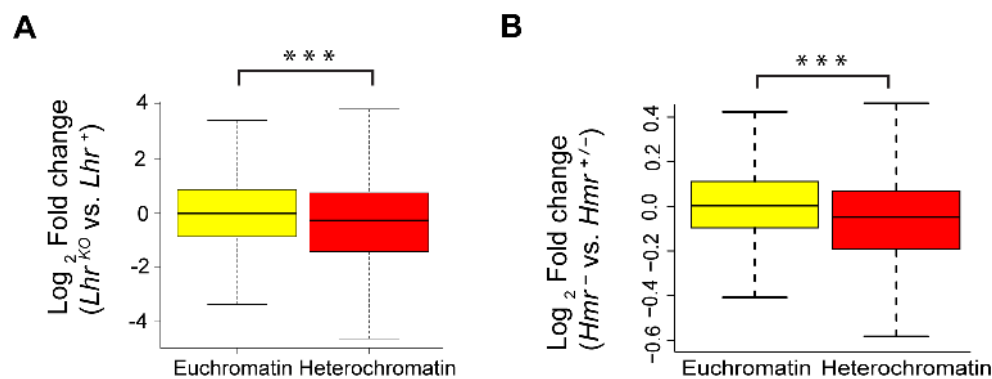 A
* * *
Log 2 Fold change
(Lhr KO vs. Lhr +)
4
2
0
-2
-4
Euchromatin Heterochromatin
B
* * *
Log 2 Fold change
(Hmr − vs. Hmr +/−)
0.4
0.2
0.0
−0.2
−0.4
−0.6
Euchromatin Heterochromatin